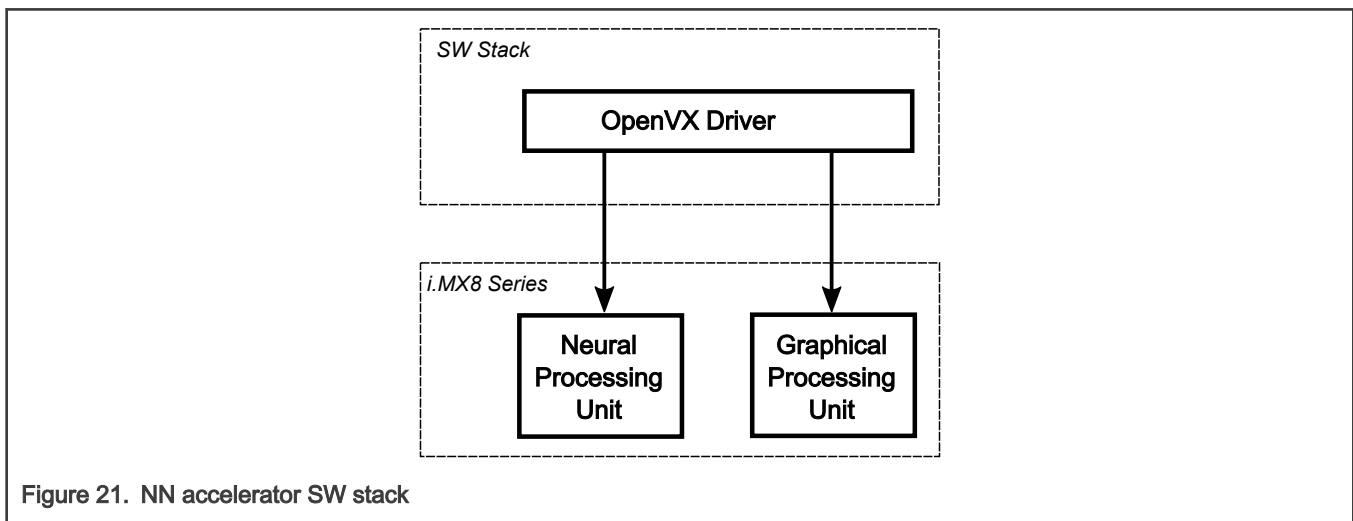 SW Stack
OpenVX Driver
i.MX8 Series
Neural
Processing
Unit
Graphical
Processing
Unit
Figure 21. NN accelerator SW stack